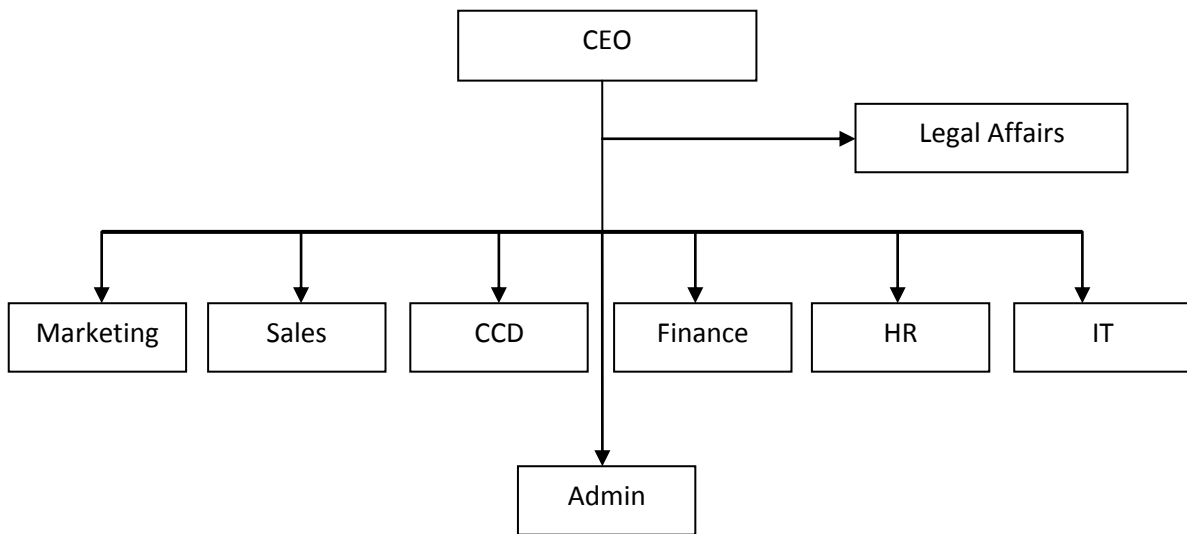 CEO
Legal Affairs
Marketing
Sales
CCD
Finance
HR
IT
Admin